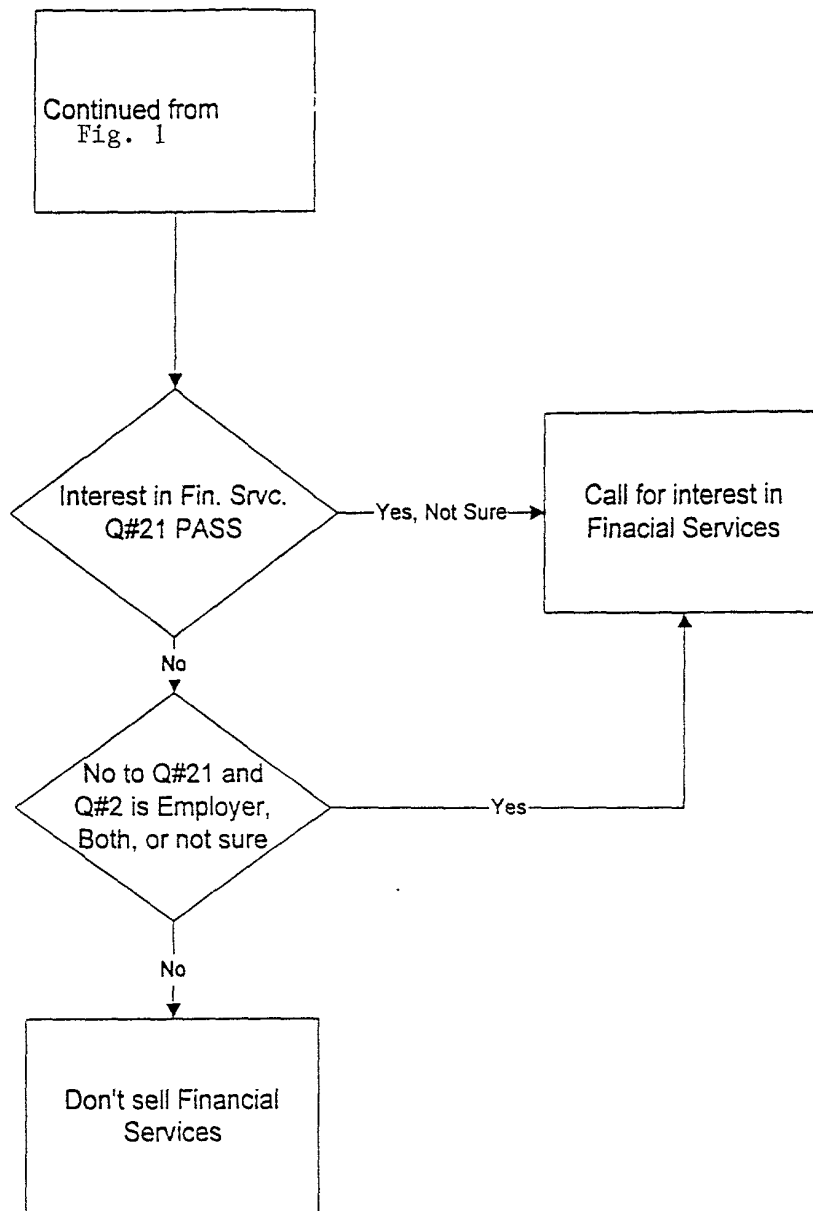 Continued from
Fig. 1
Interest in Fin. Srvc.
Q#21 PASS
Yes, Not Sure
Call for interest in
Finacial Services
No
No to Q#21 and
Q#2 is Employer,
Both, or not sure
Yes
No
Don't sell Financial
Services